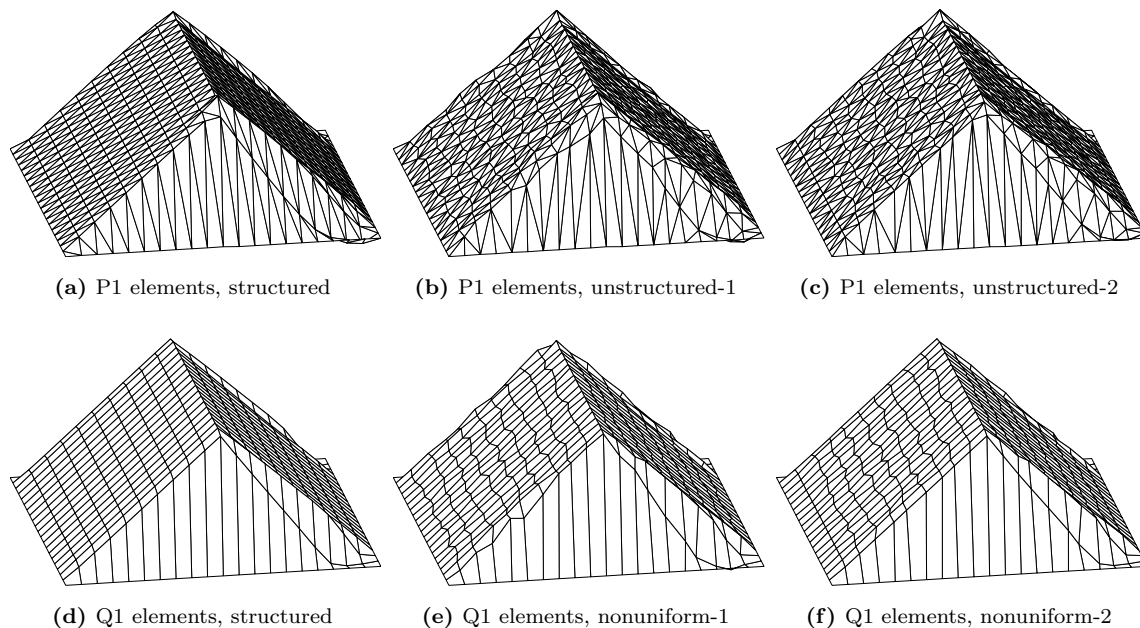 (a) P1 elements, structured
(b) P1 elements, unstructured-1
(c) P1 elements, unstructured-2
(d) Q1 elements, structured
(e) Q1 elements, nonuniform-1
(f) Q1 elements, nonuniform-2